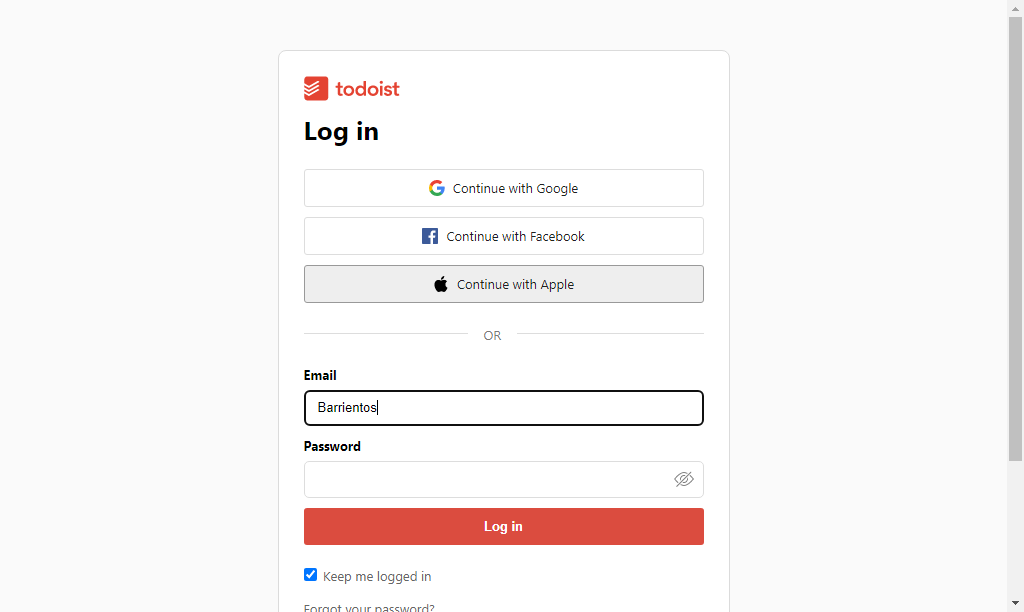 todoist
Log in
Continue with Google
Continue with Facebook
Continue with Apple
OR
Email
Barrientos
Password
Log in
Keep me logged in
Forgot your password?